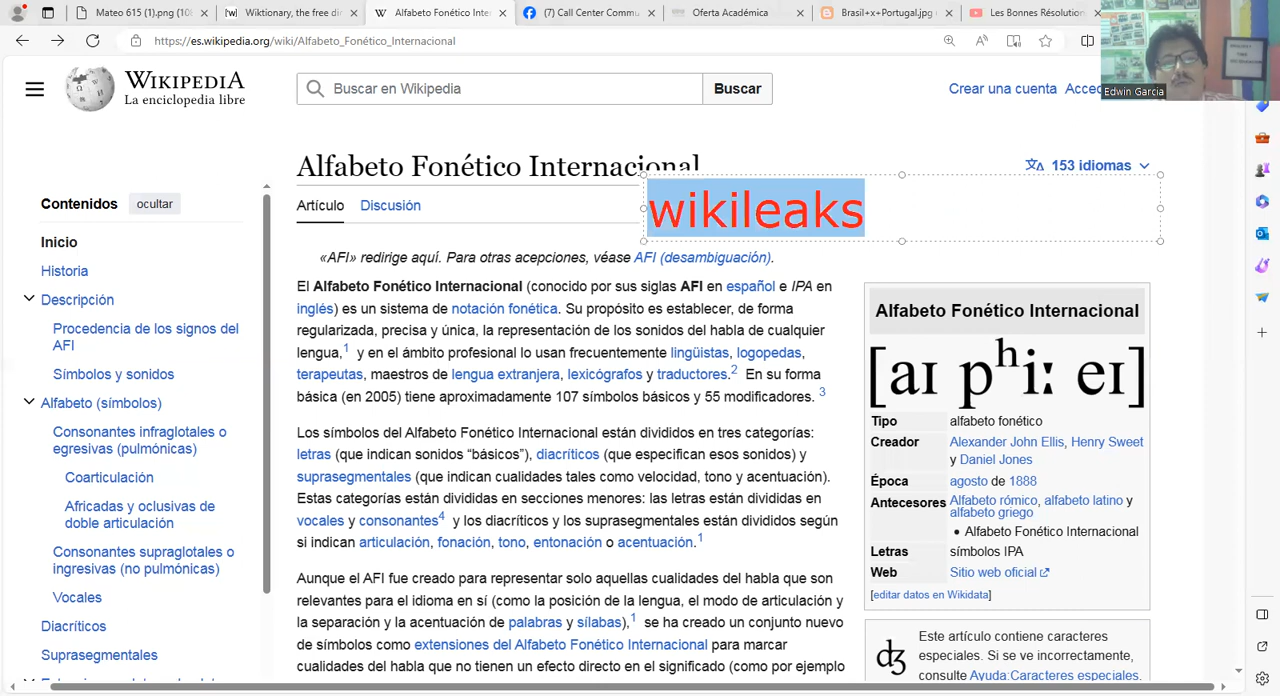 Mateo 615 (1).png (10
Wiktionary, the free di
Alfabeto Fonético Inter
(7) Call Center Commu
Oferta Académica
Brasil+x+Portugal.jpg (
Les Bonnes Résolution
https://es.wikipedia.org/wiki/Alfabeto_Fonético_Internacional
Edwin Garcia
WIKIPEDIA
La enciclopedia libre
Buscar en Wikipedia
Buscar
Crear una cuenta
Acced
Alfabeto Fonético Internacional
153 idiomas
Artículo Discusión
wikileaks
Contenidos ocultar
Inicio
Historia
Descripción
Procedencia de los signos del
AFI
Símbolos y sonidos
Alfabeto (símbolos)
Consonantes infraglotales o
egresivas (pulmónicas)
Coarticulación
Africadas y oclusivas de
doble articulación
Consonantes supraglotales o
ingresivas (no pulmónicas)
Vocales
Diacríticos
Suprasegmentales
«AFI» redirige aquí. Para otras acepciones, véase AFI (desambiguación).
El Alfabeto Fonético Internacional (conocido por sus siglas AFI en español e IPA en
inglés) es un sistema de notación fonética. Su propósito es establecer, de forma
regularizada, precisa y única, la representación de los sonidos del habla de cualquier
lengua,1 y en el ámbito profesional lo usan frecuentemente lingüistas, logopedas,
terapeutas, maestros de lengua extranjera, lexicógrafos y traductores.2 En su forma
básica (en 2005) tiene aproximadamente 107 símbolos básicos y 55 modificadores. 3
Los símbolos del Alfabeto Fonético Internacional están divididos en tres categorías:
letras (que indican sonidos “básicos”), diacríticos (que especifican esos sonidos) y
suprasegmentales (que indican cualidades tales como velocidad, tono y acentuación).
Estas categorías están divididas en secciones menores: las letras están divididas en
vocales y consonantes4 y los diacríticos y los suprasegmentales están divididos según
si indican articulación, fonación, tono, entonación o acentuación.1
Aunque el AFI fue creado para representar solo aquellas cualidades del habla que son
relevantes para el idioma en sí (como la posición de la lengua, el modo de articulación y
la separación y la acentuación de palabras y sílabas),1 se ha creado un conjunto nuevo
de símbolos como extensiones del Alfabeto Fonético Internacional para marcar
cualidades del habla que no tienen un efecto directo en el significado (como por ejemplo
Alfabeto Fonético Internacional
[aɪ pʰiː eɪ]
Tipo alfabeto fonético
Creador Alexander John Ellis, Henry Sweet
y Daniel Jones
Época agosto de 1888
Antecesores Alfabeto rómico, alfabeto latino y
alfabeto griego
• Alfabeto Fonético Internacional
Letras símbolos IPA
Web Sitio web oficial
[editar datos en Wikidata]
ʤ
Este artículo contiene caracteres
especiales. Si se ve incorrectamente,
consulte Ayuda:Caracteres especiales.